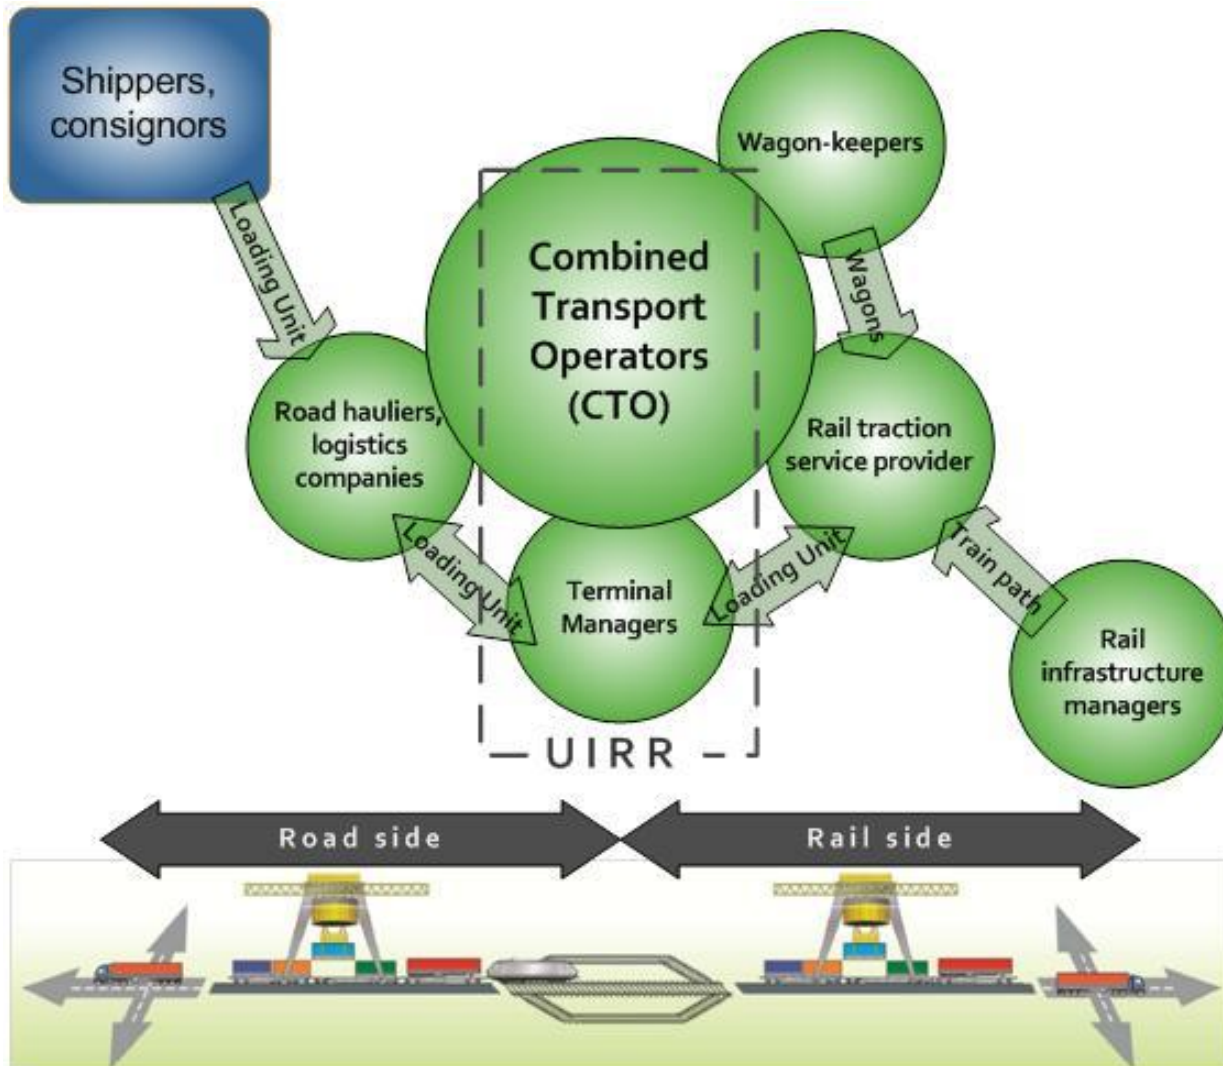 Shippers,
consignors
Wagon-keepers
Loading Unit
Combined
Transport
Operators
(CTO)
Wagons
Road hauliers,
logistics
companies
Rail traction
service provider
Loading Unit
Loading Unit
Train path
Terminal
Managers
Rail
infrastructure
managers
UIRR
Road side
Rail side